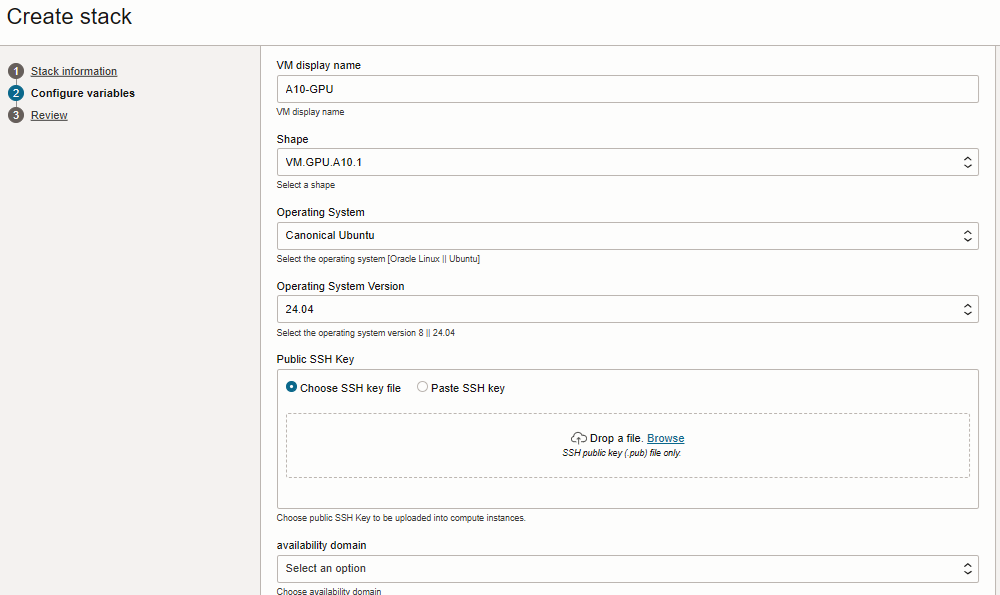 Create stack
1 Stack information
2 Configure variables
3 Review
VM display name
A10-GPU
VM display name
Shape
VM.GPU.A10.1
Select a shape
Operating System
Canonical Ubuntu
Select the operating system [Oracle Linux || Ubuntu]
Operating System Version
24.04
Select the operating system version 8 || 24.04
Public SSH Key
Choose SSH key file Paste SSH key
Drop a file. Browse
SSH public key (.pub) file only.
Choose public SSH Key to be uploaded into compute instances.
availability domain
Select an option
Choose availability domain